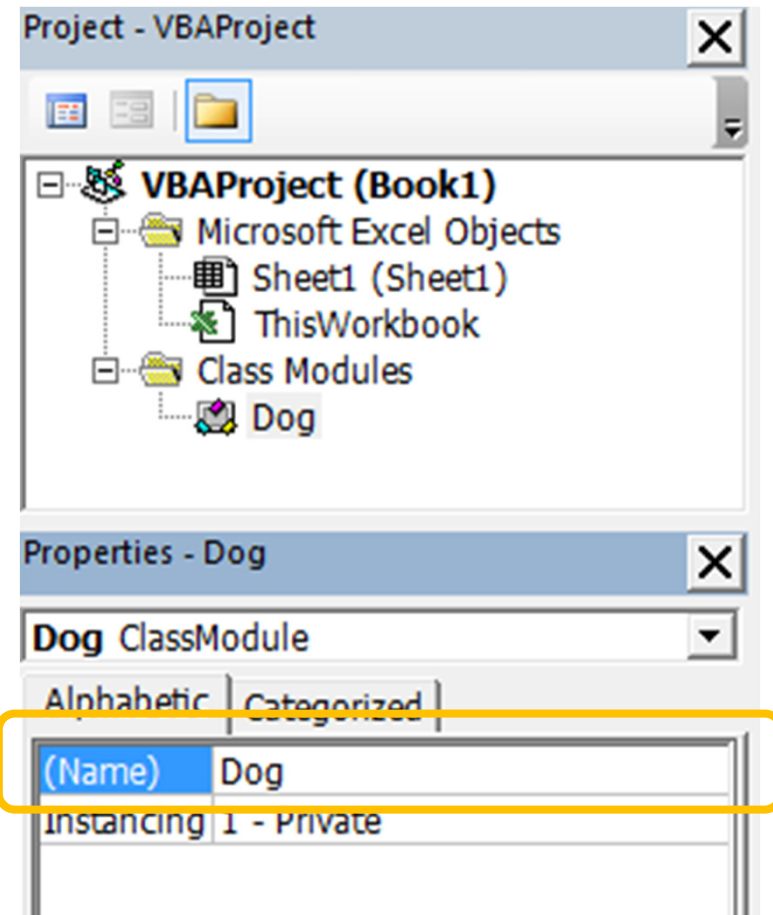 Project - VBAProject
VBAProject (Book1)
Microsoft Excel Objects
Sheet1 (Sheet1)
ThisWorkbook
Class Modules
Dog
Properties - Dog
Dog ClassModule
Alphabetic Categorized
(Name) Dog
Instancing 1 - Private